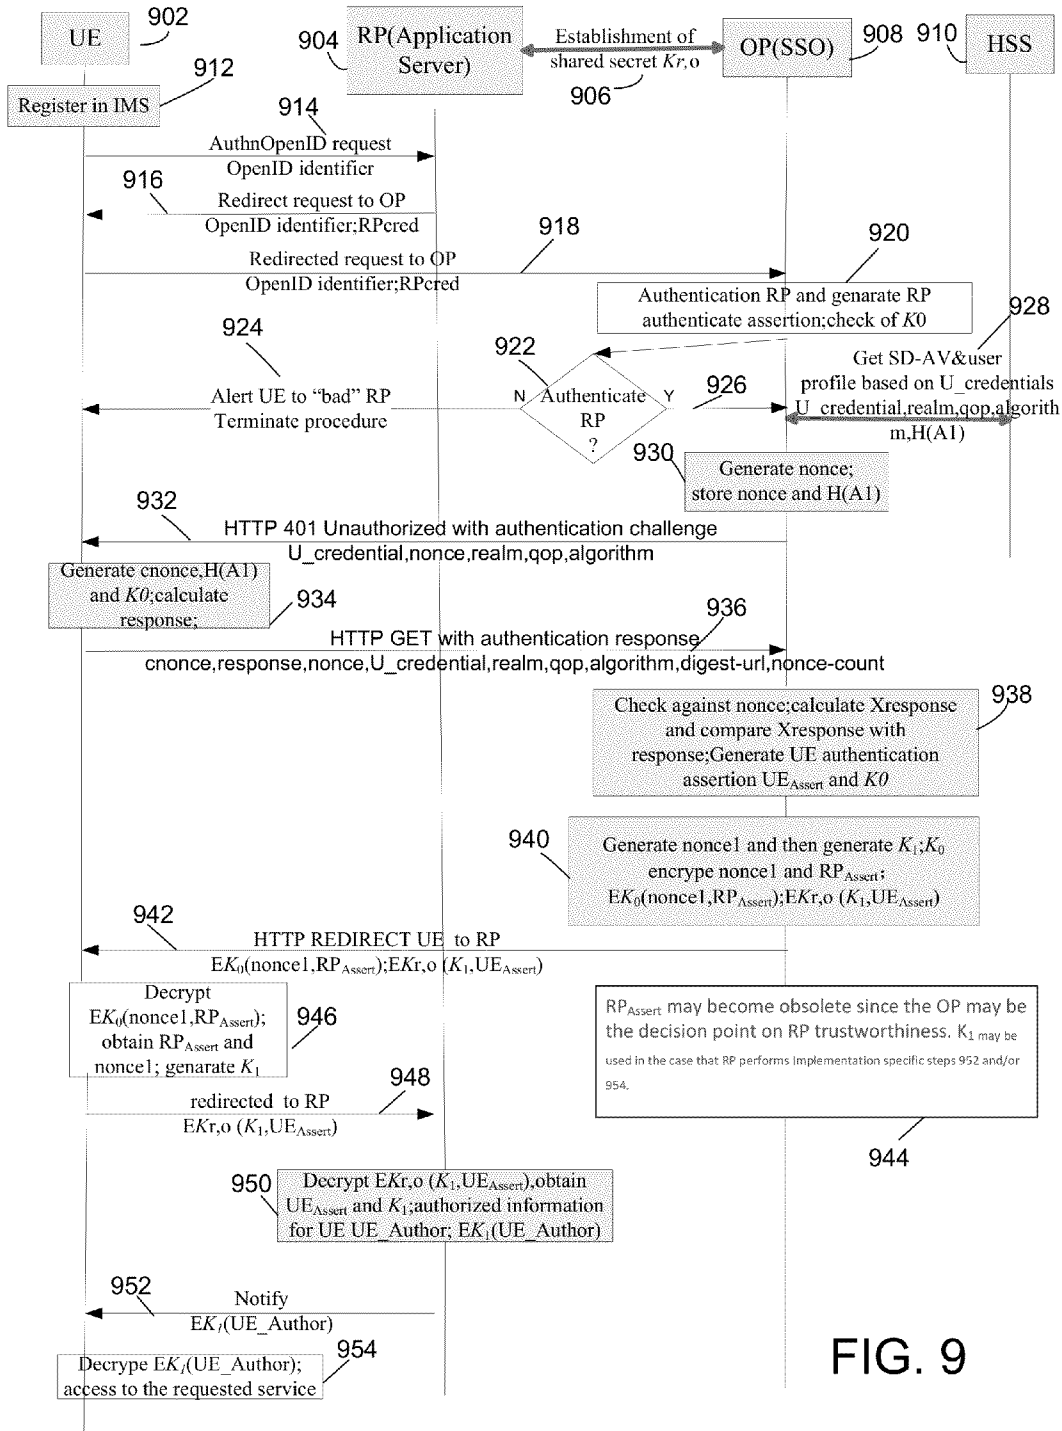 UE
902
904
RP(Application
Server)
Establishment of
shared secret Kr,o
906
OP(SSO)
908
910
HSS
912
Register in IMS
914
AuthnOpenID request
OpenID identifier
916
Redirect request to OP
OpenID identifier;RPcred
918
Redirected request to OP
OpenID identifier;RPcred
920
Authentication RP and genarate RP
authenticate assertion;check of K0
928
Get SD-AV&user
profile based on U_credentials
U_credential,realm,qop,algorith
m,H(A1)
924
Alert UE to “bad” RP
Terminate procedure
922
N
Authenticate
RP
?
Y
926
930
Generate nonce;
store nonce and H(A1)
932
HTTP 401 Unauthorized with authentication challenge
U_credential,nonce,realm,qop,algorithm
Generate cnonce,H(A1)
and K0;calculate
response;
934
936
HTTP GET with authentication response
cnonce,response,nonce,U_credential,realm,qop,algorithm,digest-url,nonce-count
938
Check against nonce;calculate Xresponse
and compare Xresponse with
response;Generate UE authentication
assertion UEAssert and K0
940
Generate nonce1 and then generate K1;K0
encrype nonce1 and RPAssert;
EK0(nonce1,RPAssert);EKr,o (K1,UEAssert)
942
HTTP REDIRECT UE to RP
EK0(nonce1,RPAssert);EKr,o (K1,UEAssert)
Decrypt
EK0(nonce1,RPAssert);
obtain RPAssert and
nonce1; genarate K1
946
RPAssert may become obsolete since the OP may be
the decision point on RP trustworthiness. K1 may be
used in the case that RP performs implementation specific steps 952 and/or
954.
944
948
redirected to RP
EKr,o (K1,UEAssert)
950
Decrypt EKr,o (K1,UEAssert),obtain
UEAssert and K1;authorized information
for UE UE_Author; EK1(UE_Author)
952
Notify
EK1(UE_Author)
954
Decrype EK1(UE_Author);
access to the requested service
FIG. 9